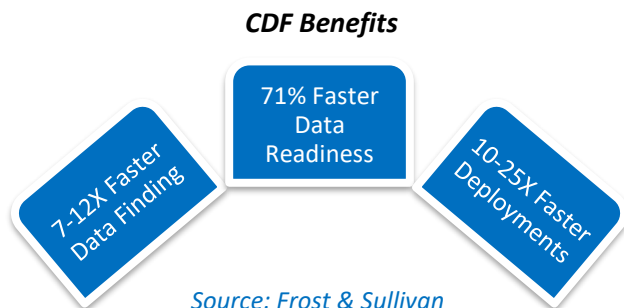 CDF Benefits
7-12X Faster
Data Finding
71% Faster
Data
Readiness
10-25X Faster
Deployments
Source: Frost & Sullivan